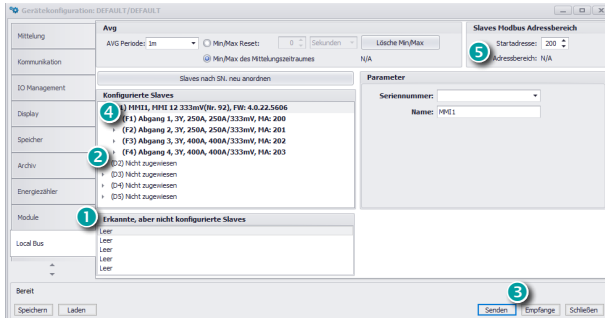 Gerätekonfiguration: DEFAULT/DEFAULT
Mittelung
Kommunikation
IO Management
Display
Speicher
Archiv
Energiezähler
Module
Local Bus
Avg
AVG Periode: 1m
Min/Max Reset: 0 Sekunden Lösche Min/Max
Min/Max des Mittelungszeitraumes N/A
Slaves Modbus Adressbereich
Startadresse: 200
5
Adressbereich: N/A
Slaves nach SN. neu anordnen
Konfigurierte Slaves
4
1) MMI1, MMI 12 333mV(Nr. 92), FW: 4.0.22.5606
(F1) Abgang 1, 3Y, 250A, 250A/333mV, MA: 200
(F2) Abgang 2, 3Y, 250A, 250A/333mV, MA: 201
(F3) Abgang 3, 3Y, 400A, 400A/333mV, MA: 202
(F4) Abgang 4, 3Y, 400A, 400A/333mV, MA: 203
2
(D2) Nicht zugewiesen
(D3) Nicht zugewiesen
(D4) Nicht zugewiesen
(D5) Nicht zugewiesen
Parameter
Seriennummer:
Name: MMI1
1
Erkannte, aber nicht konfigurierte Slaves
Leer
Leer
Leer
Leer
Leer
Bereit
3
Speichern Laden Senden Empfange Schließen